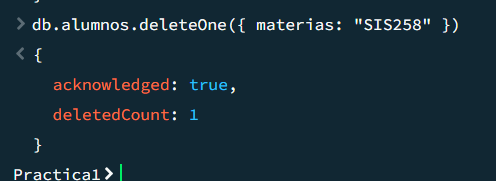 > db.alumnos.deleteOne({ materias: "SIS258" })
< {
acknowledged: true,
deletedCount: 1
}
Practica1>